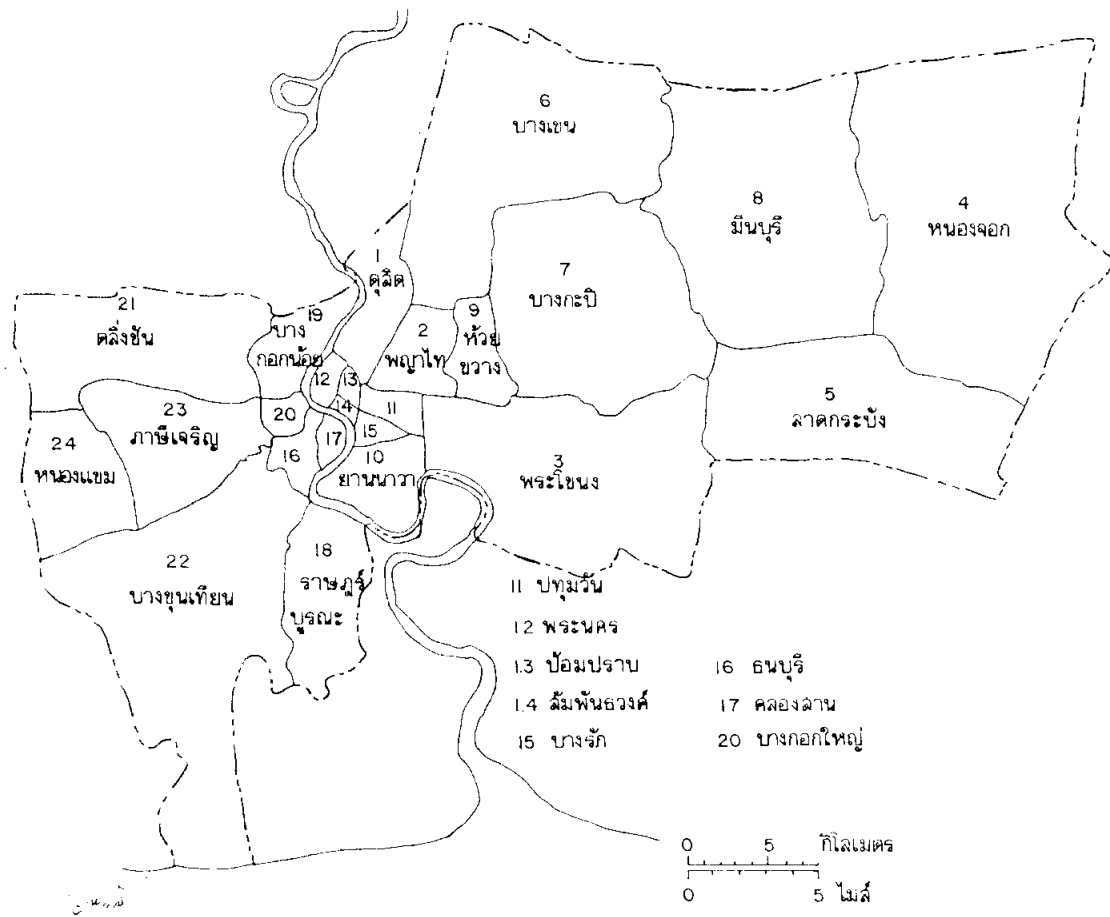 6
บางเขน
8
มีนบุรี
4
หนองจอก
1
ดุสิต
7
บางกะปิ
21
ตลิ่งชัน
19
บาง
กอกน้อย
2
พญาไท
9
ห้วย
ขวาง
12
13
14
11
15
5
ลาดกระบัง
23
ภาษีเจริญ
20
24
หนองแขม
16
17
10
ยานนาวา
3
พระโขนง
22
บางขุนเทียน
18
ราษฎร์
บูรณะ
11 ปทุมวัน
12 พระนคร
13 ป้อมปราบ
14 สัมพันธวงศ์
15 บางรัก
16 ธนบุรี
17 คลองสาน
20 บางกอกใหญ่
0 5 กิโลเมตร
0 5 ไมล์